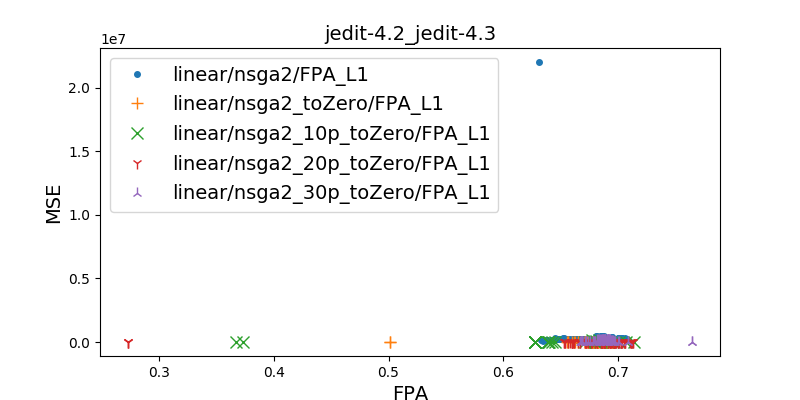 jedit-4.2_jedit-4.3
1e7
linear/nsga2/FPA_L1
linear/nsga2_toZero/FPA_L1
linear/nsga2_10p_toZero/FPA_L1
linear/nsga2_20p_toZero/FPA_L1
linear/nsga2_30p_toZero/FPA_L1
MSE
2.0
1.5
1.0
0.5
0.0
0.3 0.4 0.5 0.6 0.7
FPA